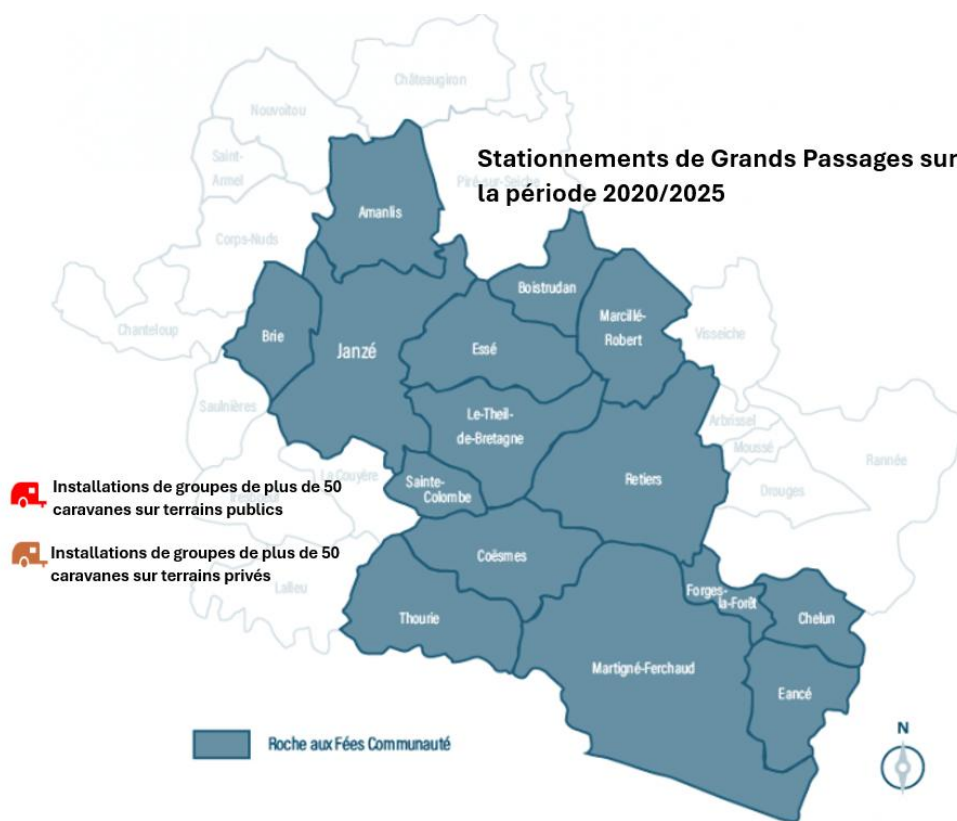 Châteaugiron
Nouvoitou
Saint-
Armel
Stationnements de Grands Passages sur
Piré-sur-Seiche
la période 2020/2025
Amanlis
Corps-Nuds
Boistrudan
Marcillé-
Robert
Chanteloup
Brie
Janzé
Essé
Visseiche
Saulnières
Le-Theil-
de-Bretagne
Arbrissel
Moussé
Rannée
La Couyère
Sainte-
Colombe
Retiers
Drouges
Installations de groupes de plus de 50
caravanes sur terrains publics
Coësmes
Installations de groupes de plus de 50
caravanes sur terrains privés
Lalleu
Forges-
la-Forêt
Thourie
Chelun
Martigné-Ferchaud
Eancé
Roche aux Fées Communauté
N